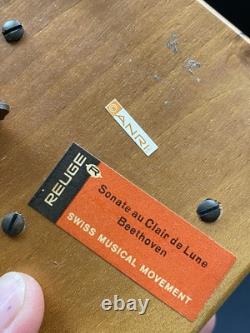 ANRI
REUGE
Sonate au Clair de Lune
Beethoven
SWISS MUSICAL MOVEMENT